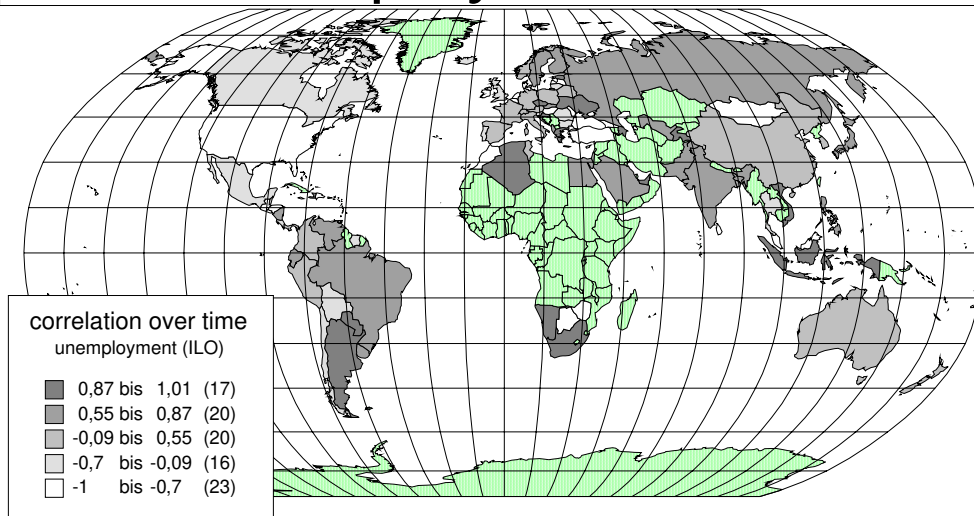 correlation over time
unemployment (ILO)
0,87 bis 1,01 (17)
0,55 bis 0,87 (20)
-0,09 bis 0,55 (20)
-0,7 bis -0,09 (16)
-1 bis -0,7 (23)